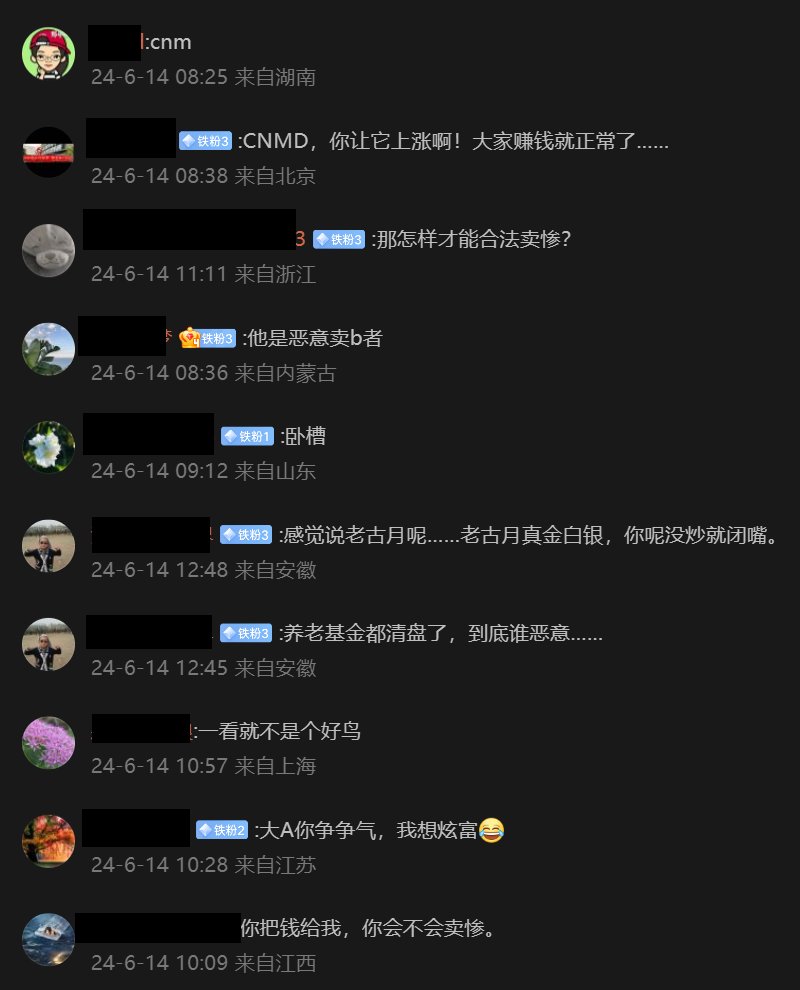 :cnm
24-6-14 08:25 来自湖南
铁粉3 :CNMD，你让它上涨啊！大家赚钱就正常了......
24-6-14 08:38 来自北京
3 铁粉3 :那怎样才能合法卖惨?
24-6-14 11:11 来自浙江
铁粉3 :他是恶意卖b者
24-6-14 08:36 来自内蒙古
铁粉1 :卧槽
24-6-14 09:12 来自山东
铁粉3 :感觉说老古月呢......老古月真金白银，你呢没炒就闭嘴。
24-6-14 12:48 来自安徽
铁粉3 :养老基金都清盘了，到底谁恶意......
24-6-14 12:45 来自安徽
:一看就不是个好鸟
24-6-14 10:57 来自上海
铁粉2 :大A你争争气，我想炫富😂
24-6-14 10:28 来自江苏
你把钱给我，你会不会卖惨。
24-6-14 10:09 来自江西